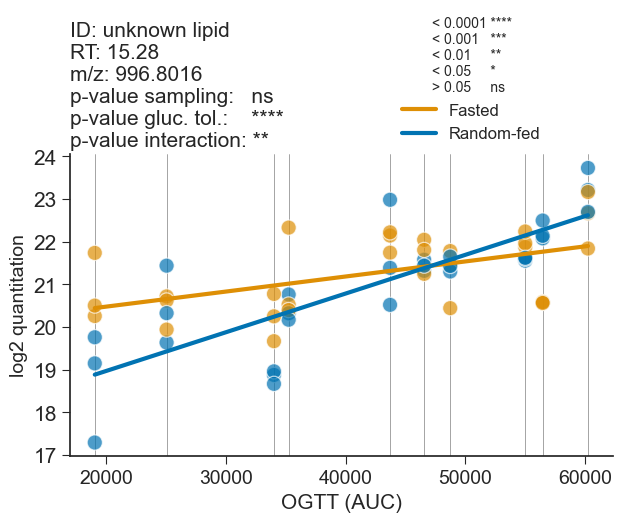 ID: unknown lipid
RT: 15.28
m/z: 996.8016
p-value sampling: ns
p-value gluc. tol.: ****
p-value interaction: **
< 0.0001 ****
< 0.001 ***
< 0.01 **
< 0.05 *
> 0.05 ns
Fasted
Random-fed
24
23
22
21
20
19
18
17
log2 quantitation
20000 30000 40000 50000 60000
OGTT (AUC)